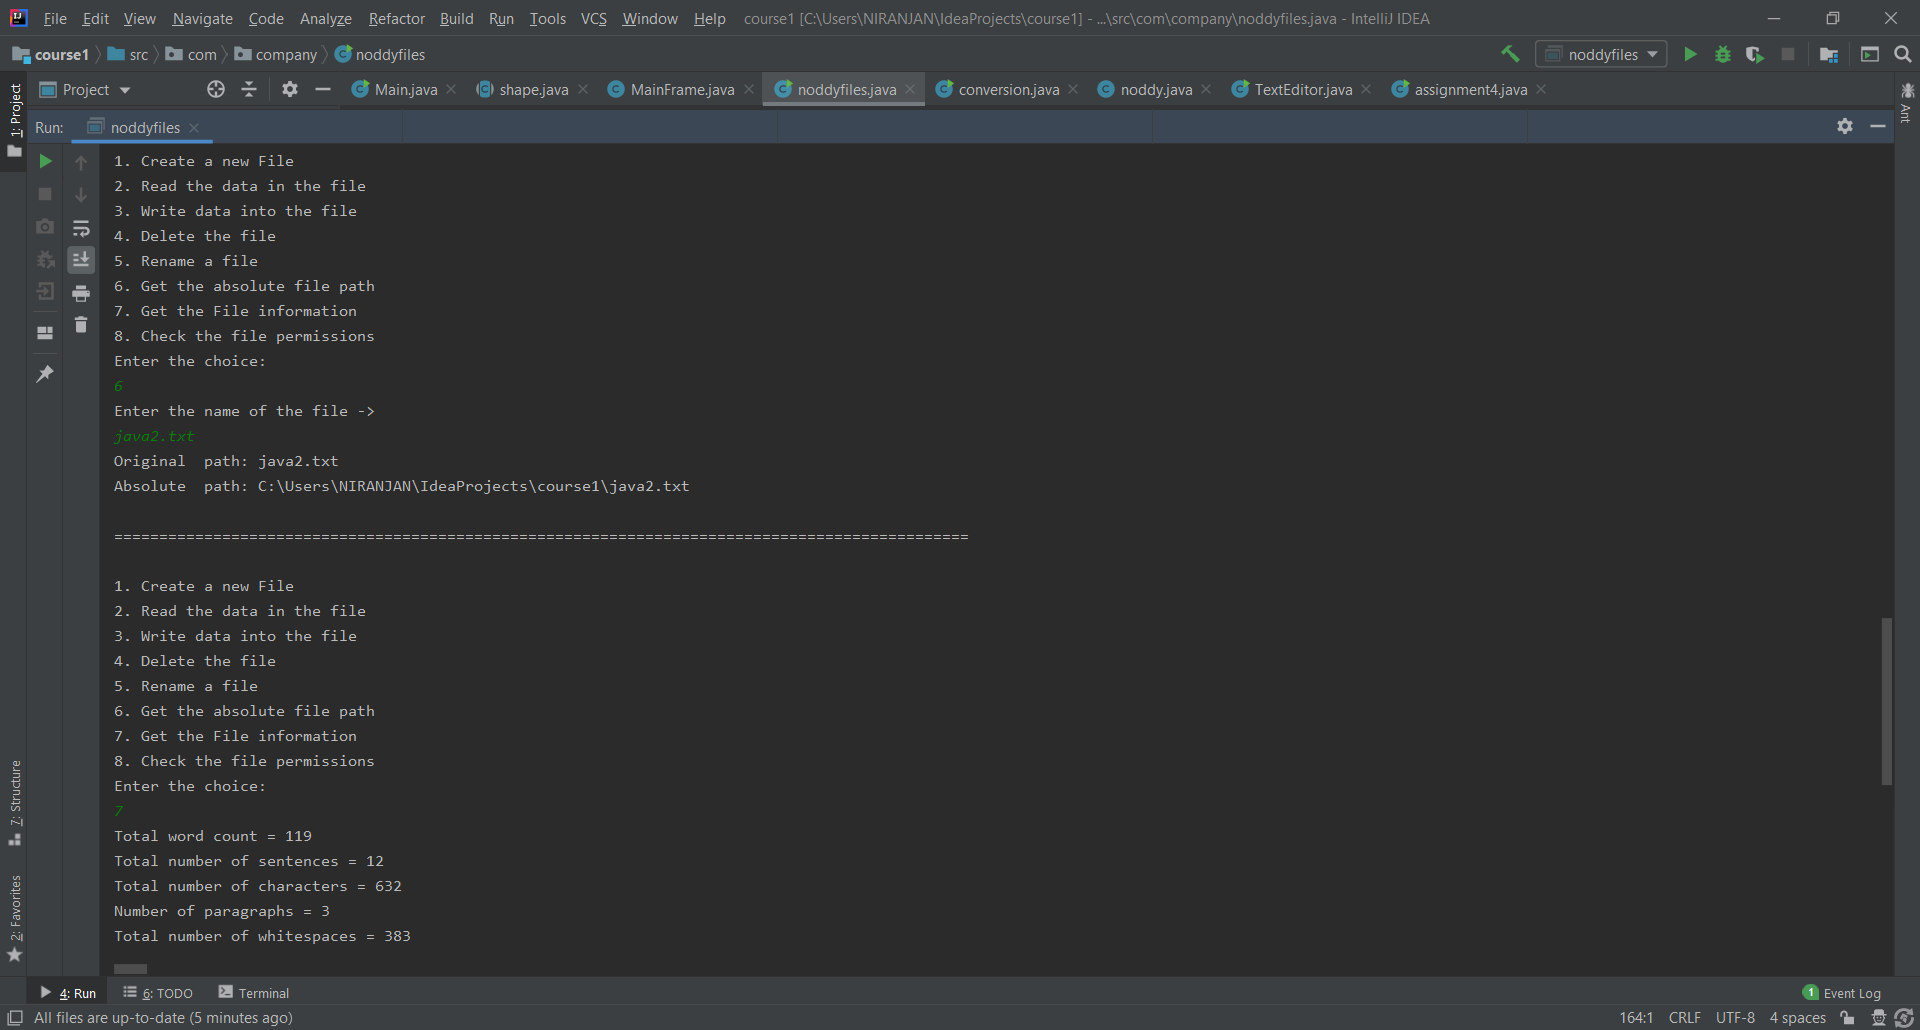 File Edit View Navigate Code Analyze Refactor Build Run Tools VCS Window Help course1 [C:\Users\NIRANJAN\IdeaProjects\course1] - ...\src\com\company\noddyfiles.java - IntelliJ IDEA
course1 src com company noddyfiles noddyfiles
Project Main.java shape.java MainFrame.java noddyfiles.java conversion.java noddy.java TextEditor.java assignment4.java
1: Project
Ant
Run: noddyfiles
1. Create a new File
2. Read the data in the file
3. Write data into the file
4. Delete the file
5. Rename a file
6. Get the absolute file path
7. Get the File information
8. Check the file permissions
Enter the choice:
6
Enter the name of the file ->
java2.txt
Original  path: java2.txt
Absolute  path: C:\Users\NIRANJAN\IdeaProjects\course1\java2.txt
===============================================================================================
1. Create a new File
2. Read the data in the file
3. Write data into the file
4. Delete the file
5. Rename a file
6. Get the absolute file path
7. Get the File information
8. Check the file permissions
Enter the choice:
7
Total word count = 119
Total number of sentences = 12
Total number of characters = 632
Number of paragraphs = 3
Total number of whitespaces = 383
7: Structure
2: Favorites
4: Run 6: TODO Terminal 1 Event Log
All files are up-to-date (5 minutes ago) 164:1 CRLF UTF-8 4 spaces